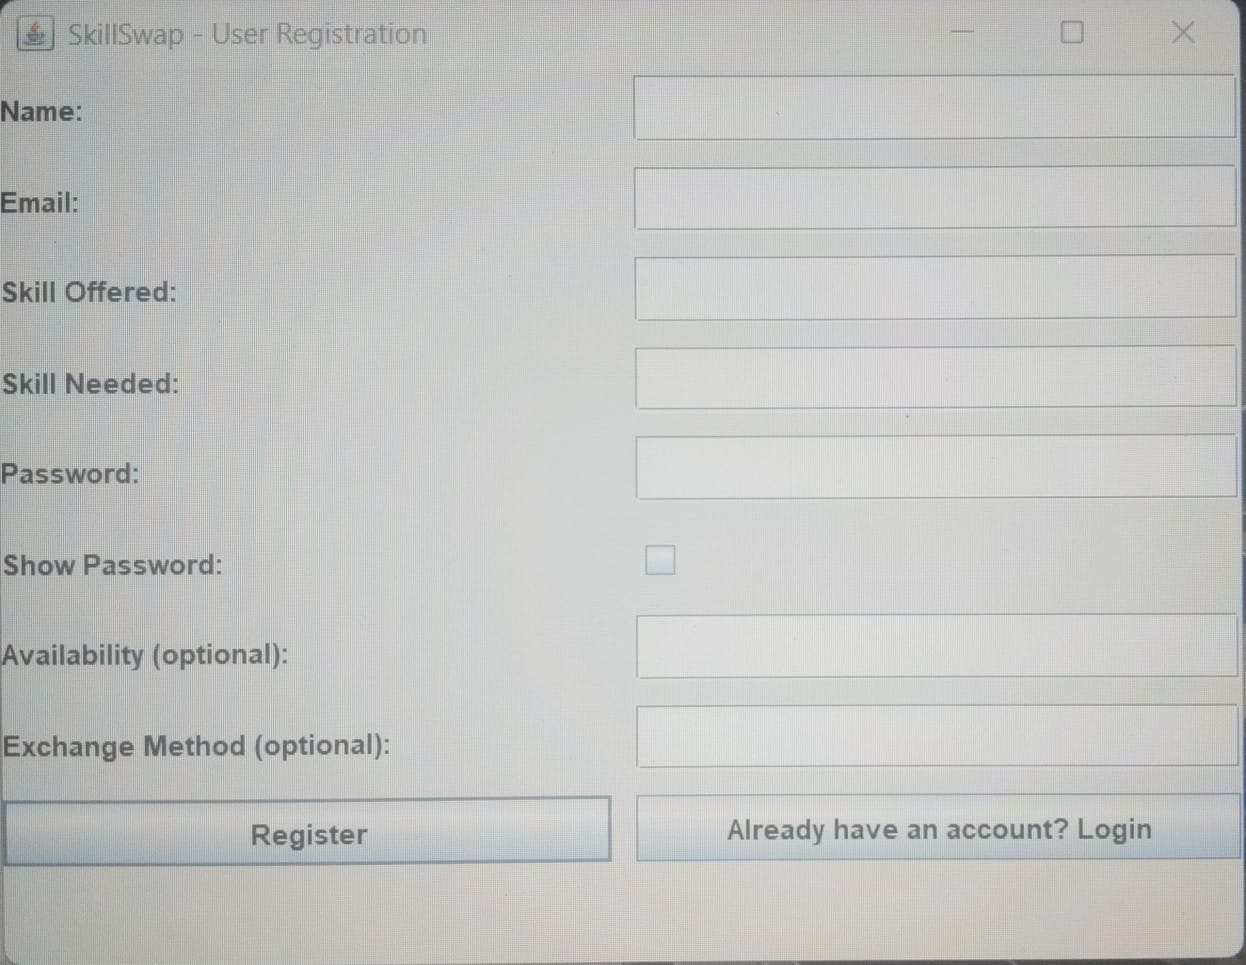 SkillSwap - User Registration
Name:
Email:
Skill Offered:
Skill Needed:
Password:
Show Password:
Availability (optional):
Exchange Method (optional):
Register
Already have an account? Login